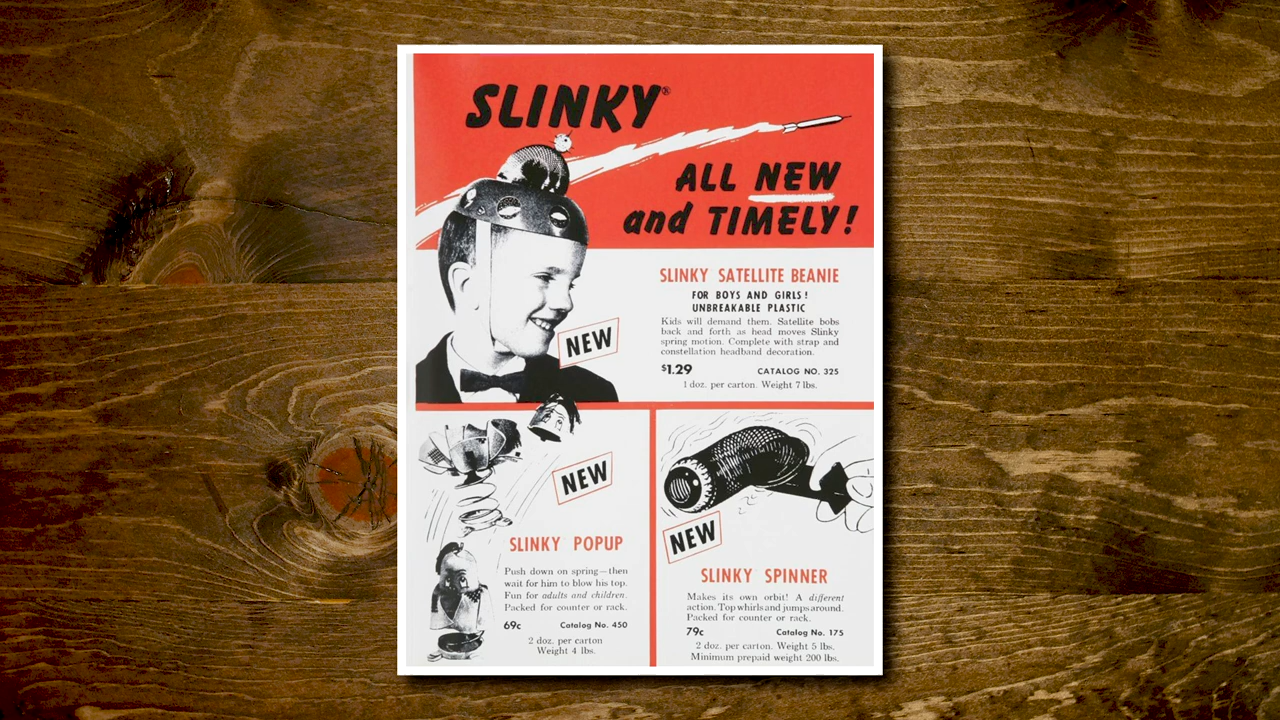 SLINKY®
ALL NEW
and TIMELY!
SLINKY SATELLITE BEANIE
FOR BOYS AND GIRLS!
UNBREAKABLE PLASTIC
Kids will demand them. Satellite bobs
back and forth as head moves Slinky
spring motion. Complete with strap and
constellation headband decoration.
$1.29 CATALOG NO. 325
1 doz. per carton. Weight 7 lbs.
NEW
NEW
SLINKY POPUP
Push down on spring—then
wait for him to blow his top.
Fun for adults and children.
Packed for counter or rack.
69c Catalog No. 450
2 doz. per carton
Weight 4 lbs.
NEW
SLINKY SPINNER
Makes its own orbit! A different
action. Top whirls and jumps around.
Packed for counter or rack.
79c Catalog No. 175
2 doz. per carton. Weight 5 lbs.
Minimum prepaid weight 200 lbs.